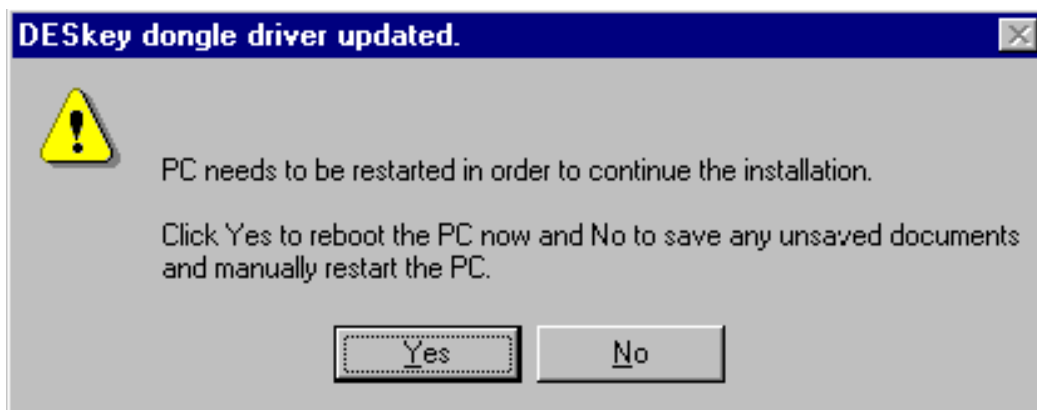 DESkey dongle driver updated.
PC needs to be restarted in order to continue the installation.
Click Yes to reboot the PC now and No to save any unsaved documents
and manually restart the PC.
Yes
No